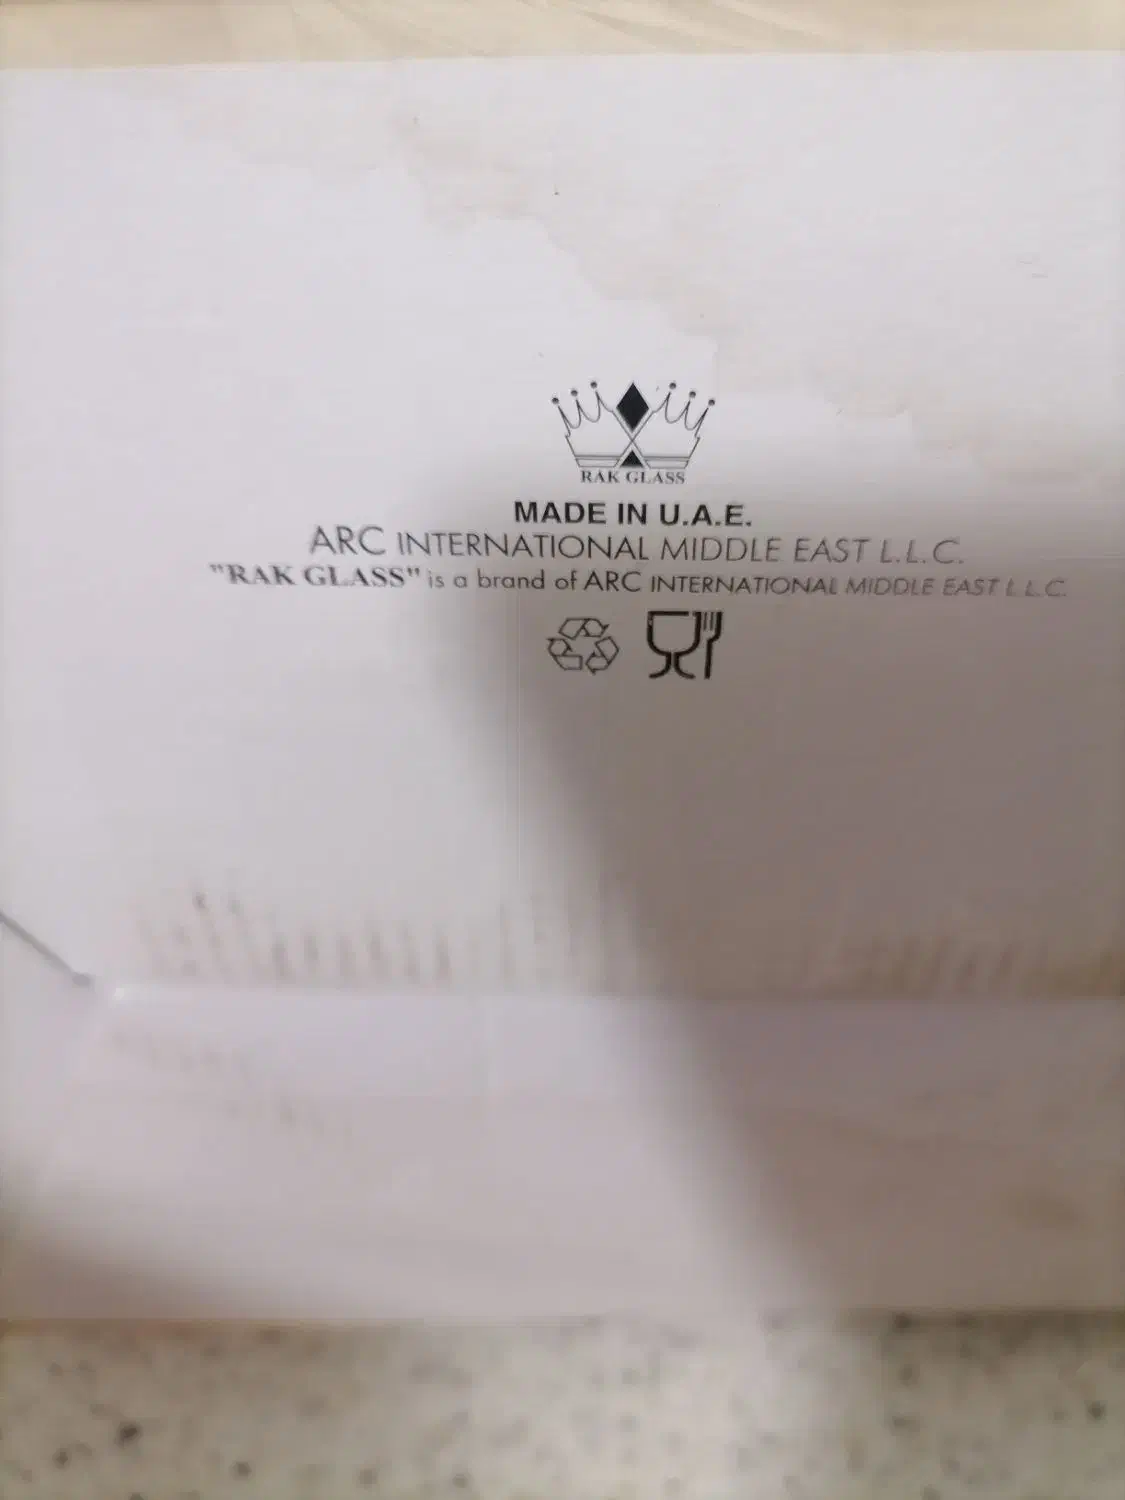 RAK GLASS
MADE IN U.A.E.
ARC INTERNATIONAL MIDDLE EAST L.L.C.
"RAK GLASS" is a brand of ARC INTERNATIONAL MIDDLE EAST L.L.C.